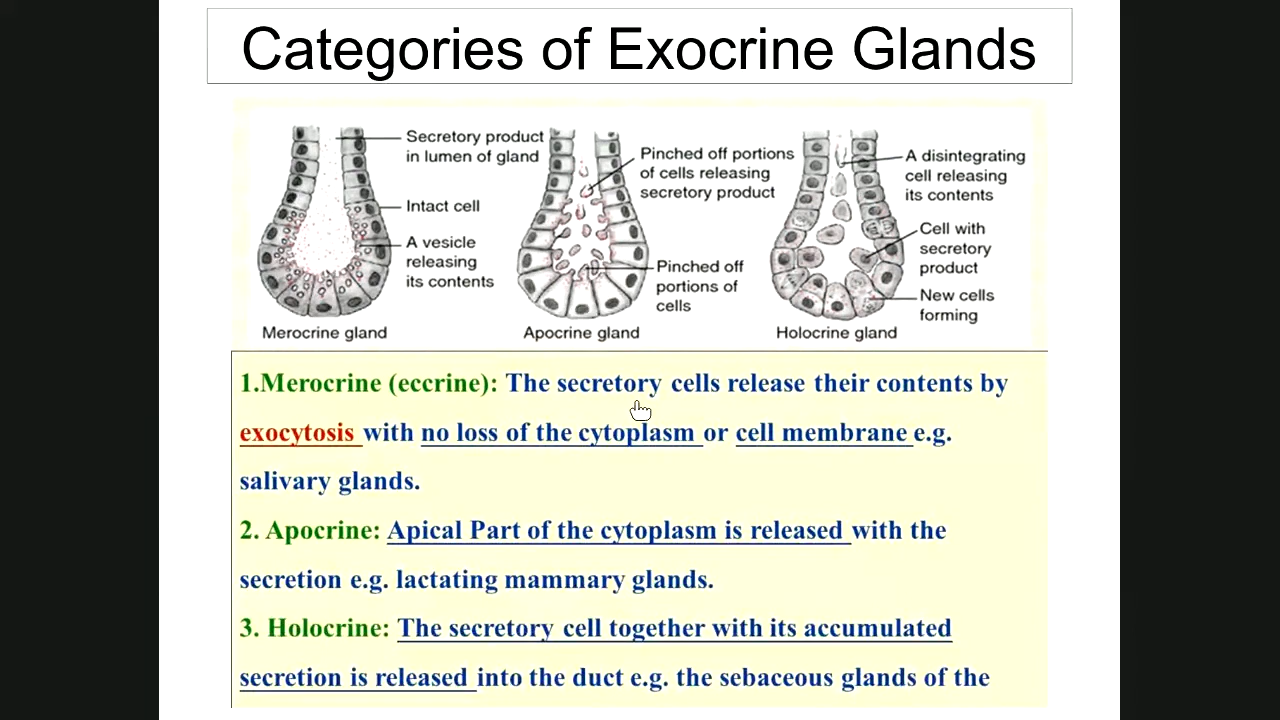 Categories of Exocrine Glands
Secretory product
in lumen of gland
Intact cell
A vesicle
releasing
its contents
Merocrine gland
Pinched off portions
of cells releasing
secretory product
Pinched off
portions of
cells
Apocrine gland
A disintegrating
cell releasing
its contents
Cell with
secretory
product
New cells
forming
Holocrine gland
1.Merocrine (eccrine): The secretory cells release their contents by
exocytosis with no loss of the cytoplasm or cell membrane e.g.
salivary glands.
2. Apocrine: Apical Part of the cytoplasm is released with the
secretion e.g. lactating mammary glands.
3. Holocrine: The secretory cell together with its accumulated
secretion is released into the duct e.g. the sebaceous glands of the